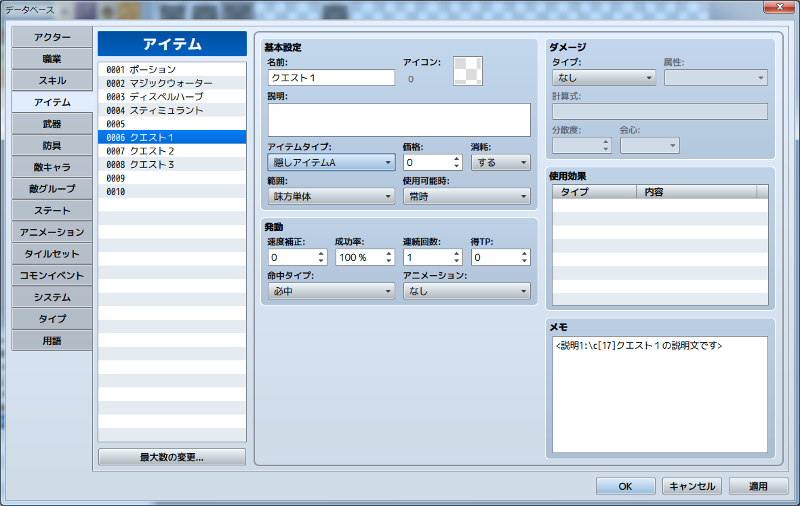 データベース
アクター
職業
スキル
アイテム
武器
防具
敵キャラ
敵グループ
ステート
アニメーション
タイルセット
コモンイベント
システム
タイプ
用語
アイテム
0001 ポーション
0002 マジックウォーター
0003 ディスペルハーブ
0004 スティミュラント
0005
0006 クエスト１
0007 クエスト２
0008 クエスト３
0009
0010
最大数の変更...
基本設定
名前: アイコン:
クエスト１ 0
説明:
アイテムタイプ: 価格: 消耗:
隠しアイテムA 0 する
範囲: 使用可能時:
味方単体 常時
発動
速度補正: 成功率: 連続回数: 得TP:
0 100 % 1 0
命中タイプ: アニメーション:
必中 なし
ダメージ
タイプ: 属性:
なし
計算式:
分散度: 会心:
使用効果
タイプ 内容
メモ
<説明1:\c[17]クエスト１の説明文です>
OK キャンセル 適用